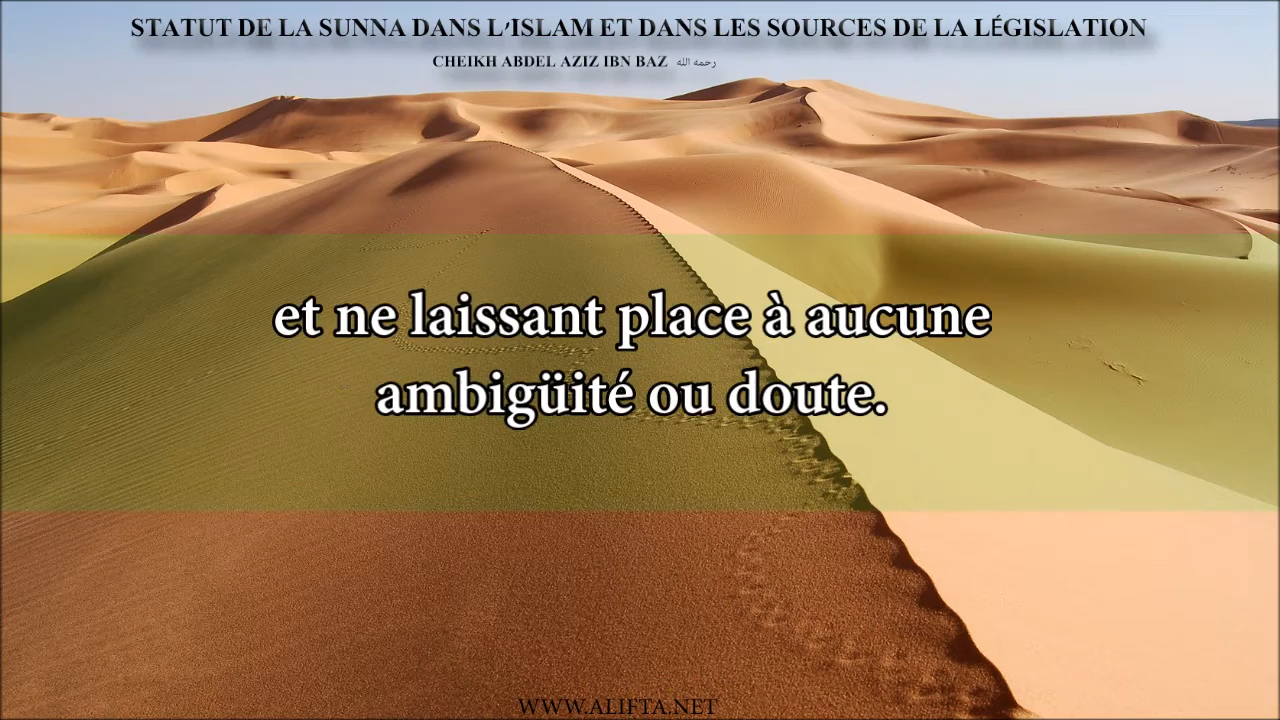 STATUT DE LA SUNNA DANS L'ISLAM ET DANS LES SOURCES DE LA LÉGISLATION
CHEIKH ABDEL AZIZ IBN BAZ رحمه الله
et ne laissant place à aucune
ambigüité ou doute.
WWW.ALIFTA.NET